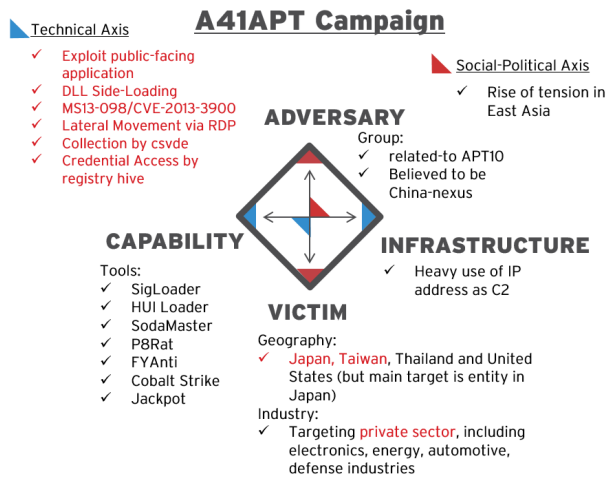 A41APT Campaign
Technical Axis
✓ Exploit public-facing
application
✓ DLL Side-Loading
✓ MS13-098/CVE-2013-3900
✓ Lateral Movement via RDP
✓ Collection by csvde
✓ Credential Access by
registry hive
Social-Political Axis
✓ Rise of tension in
East Asia
ADVERSARY
Group:
✓ related-to APT10
✓ Believed to be
China-nexus
CAPABILITY
Tools:
✓ SigLoader
✓ HUI Loader
✓ SodaMaster
✓ P8Rat
✓ FYAnti
✓ Cobalt Strike
✓ Jackpot
INFRASTRUCTURE
✓ Heavy use of IP
address as C2
VICTIM
Geography:
✓ Japan, Taiwan, Thailand and United
States (but main target is entity in
Japan)
Industry:
✓ Targeting private sector, including
electronics, energy, automotive,
defense industries